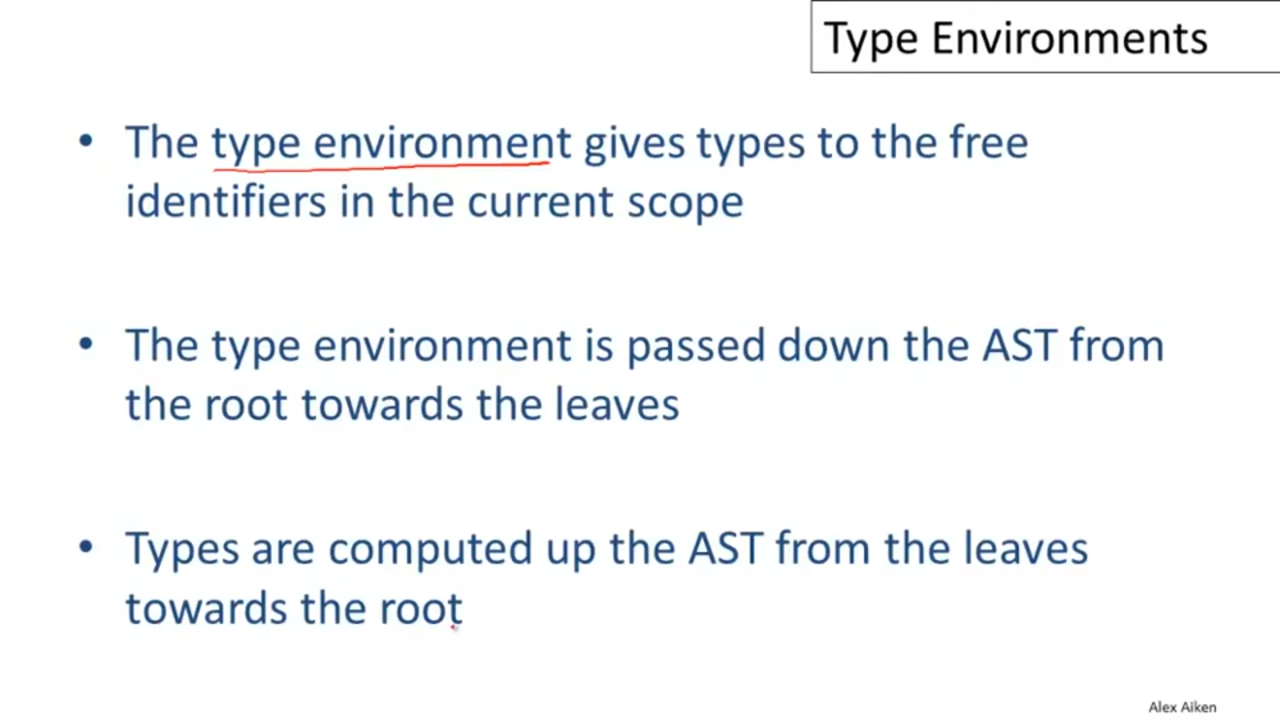 Type Environments
• The type environment gives types to the free
identifiers in the current scope
• The type environment is passed down the AST from
the root towards the leaves
• Types are computed up the AST from the leaves
towards the root
Alex Aiken